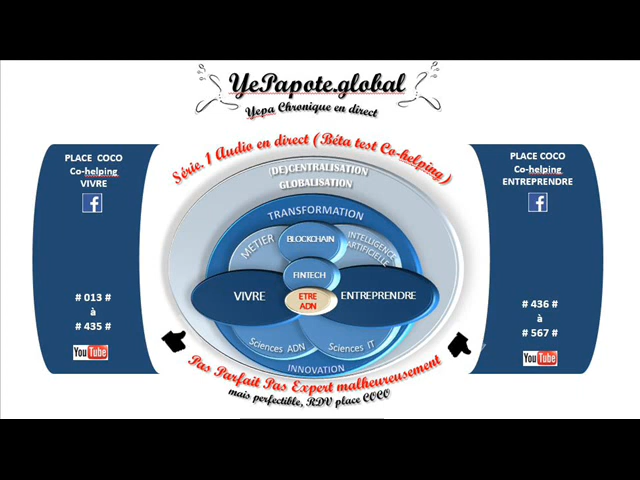 YePapote.global
Yepa Chronique en direct
Série, 1 Audio en direct ( Béta test Co-helping)
(DE)CENTRALISATION
GLOBALISATION
TRANSFORMATION
METIER
BLOCKCHAIN
INTELLIGENCE
ARTIFICIELLE
FINTECH
VIVRE
ETRE
ADN
ENTREPRENDRE
Sciences ADN
Sciences IT
INNOVATION
Pas Parfait Pas Expert malheureusement
mais perfectible, RDV place COCO
PLACE COCO
Co-helping
VIVRE
f
# 013 #
à
# 435 #
YouTube
PLACE COCO
Co-helping
ENTREPRENDRE
f
# 436 #
à
# 567 #
YouTube